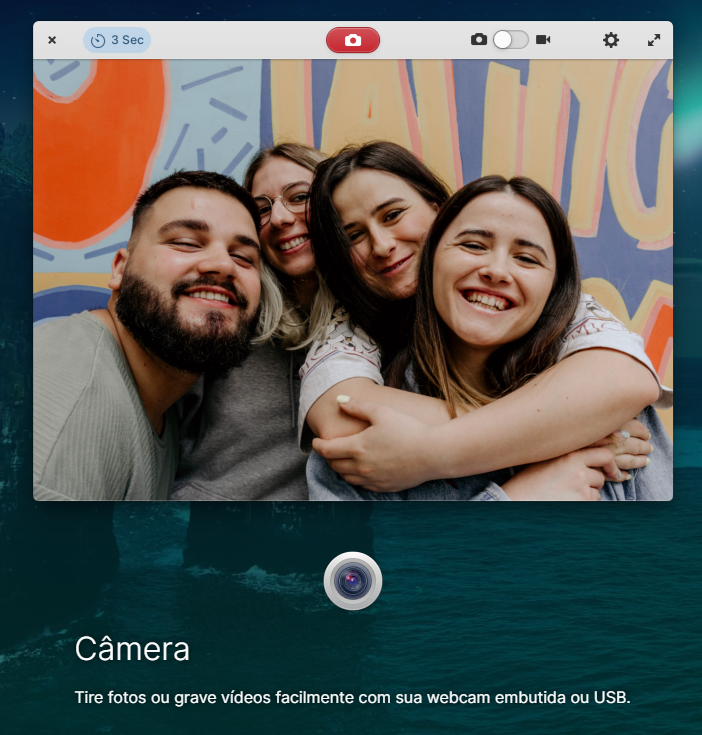 3 Sec
Câmera
Tire fotos ou grave vídeos facilmente com sua webcam embutida ou USB.